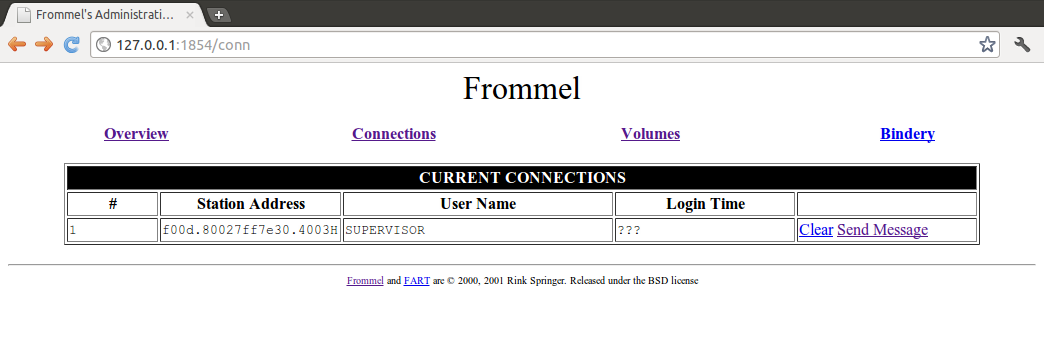 Frommel's Administrati...
127.0.0.1:1854/conn
Frommel
Overview Connections Volumes Bindery
CURRENT CONNECTIONS
# Station Address User Name Login Time
1 f00d.80027ff7e30.4003H SUPERVISOR ??? Clear Send Message
Frommel and FART are © 2000, 2001 Rink Springer. Released under the BSD license